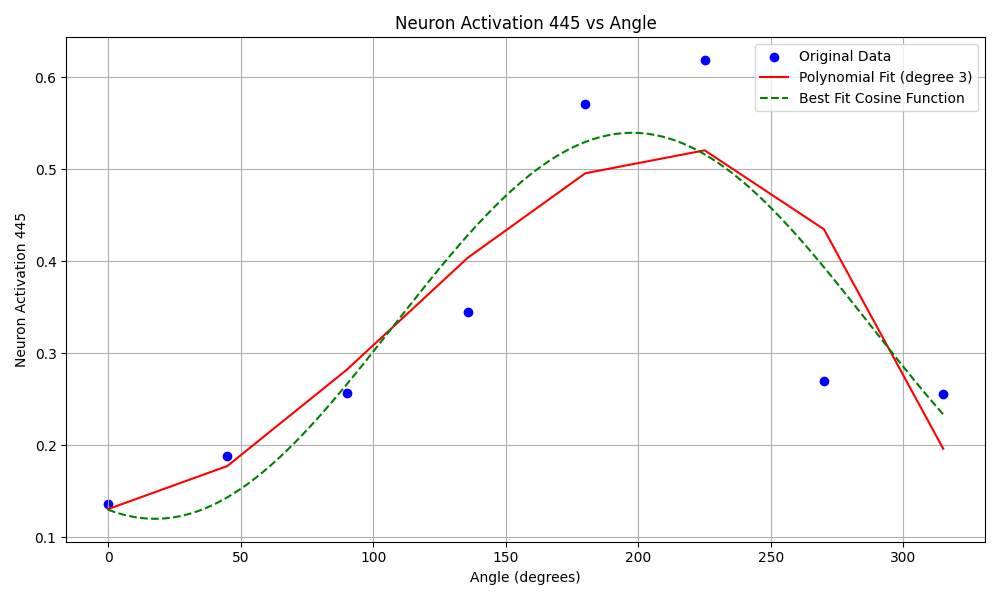 Neuron Activation 445 vs Angle
Original Data
Polynomial Fit (degree 3)
Best Fit Cosine Function
Neuron Activation 445
0.6
0.5
0.4
0.3
0.2
0.1
0 50 100 150 200 250 300
Angle (degrees)